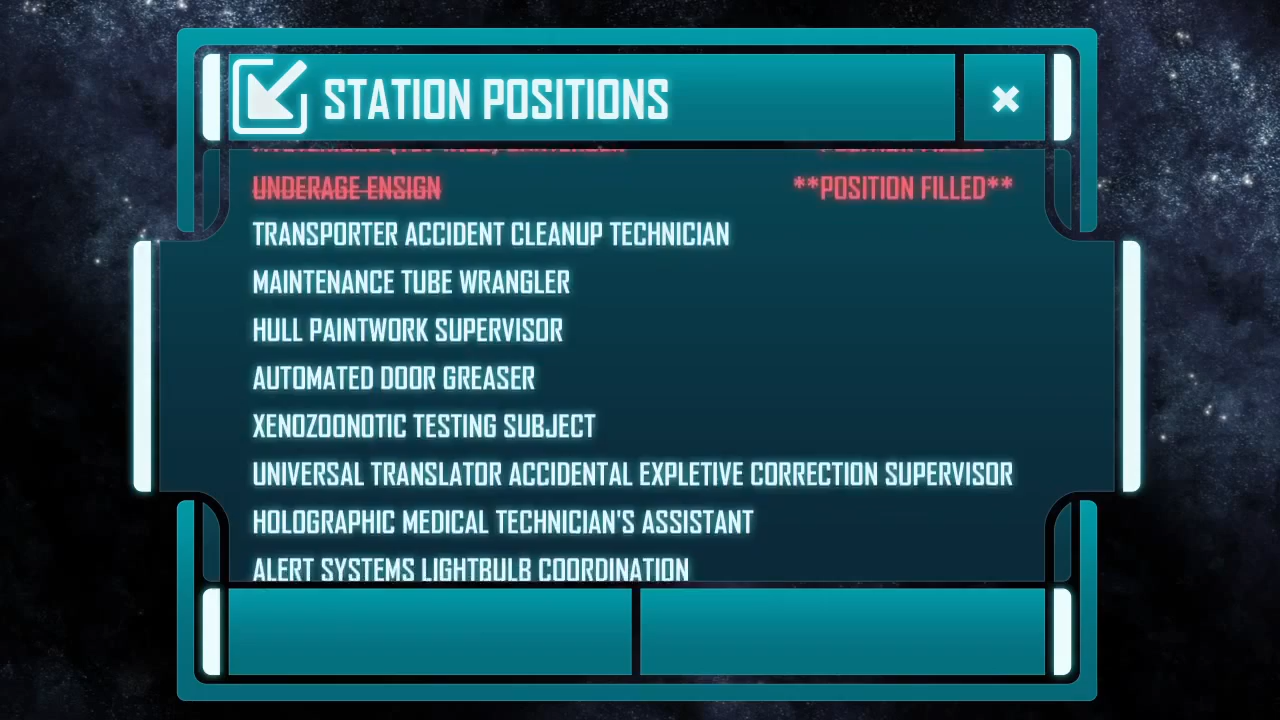 STATION POSITIONS
UNDERAGE ENSIGN **POSITION FILLED**
TRANSPORTER ACCIDENT CLEANUP TECHNICIAN
MAINTENANCE TUBE WRANGLER
HULL PAINTWORK SUPERVISOR
AUTOMATED DOOR GREASER
XENOZOONOTIC TESTING SUBJECT
UNIVERSAL TRANSLATOR ACCIDENTAL EXPLETIVE CORRECTION SUPERVISOR
HOLOGRAPHIC MEDICAL TECHNICIAN'S ASSISTANT
ALERT SYSTEMS LIGHTBULB COORDINATION